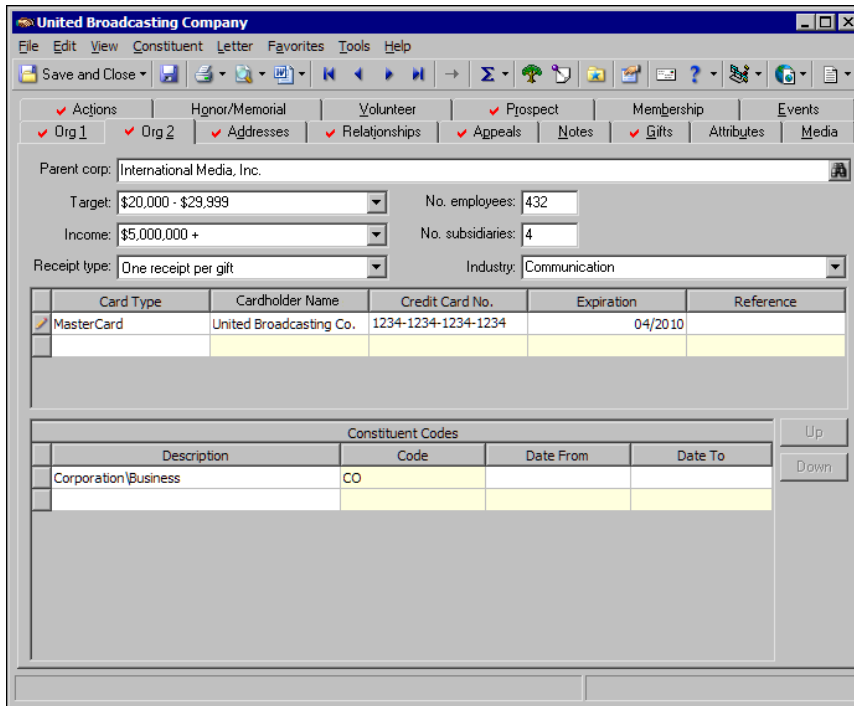 United Broadcasting Company
File Edit View Constituent Letter Favorites Tools Help
Save and Close
Actions Honor/Memorial Volunteer Prospect Membership Events
Org 1 Org 2 Addresses Relationships Appeals Notes Gifts Attributes Media
Parent corp: International Media, Inc.
Target: $20,000 - $29,999 No. employees: 432
Income: $5,000,000 + No. subsidiaries: 4
Receipt type: One receipt per gift Industry: Communication
Card Type Cardholder Name Credit Card No. Expiration Reference
MasterCard United Broadcasting Co. 1234-1234-1234-1234 04/2010
Constituent Codes
Up
Description Code Date From Date To
Down
Corporation\Business CO